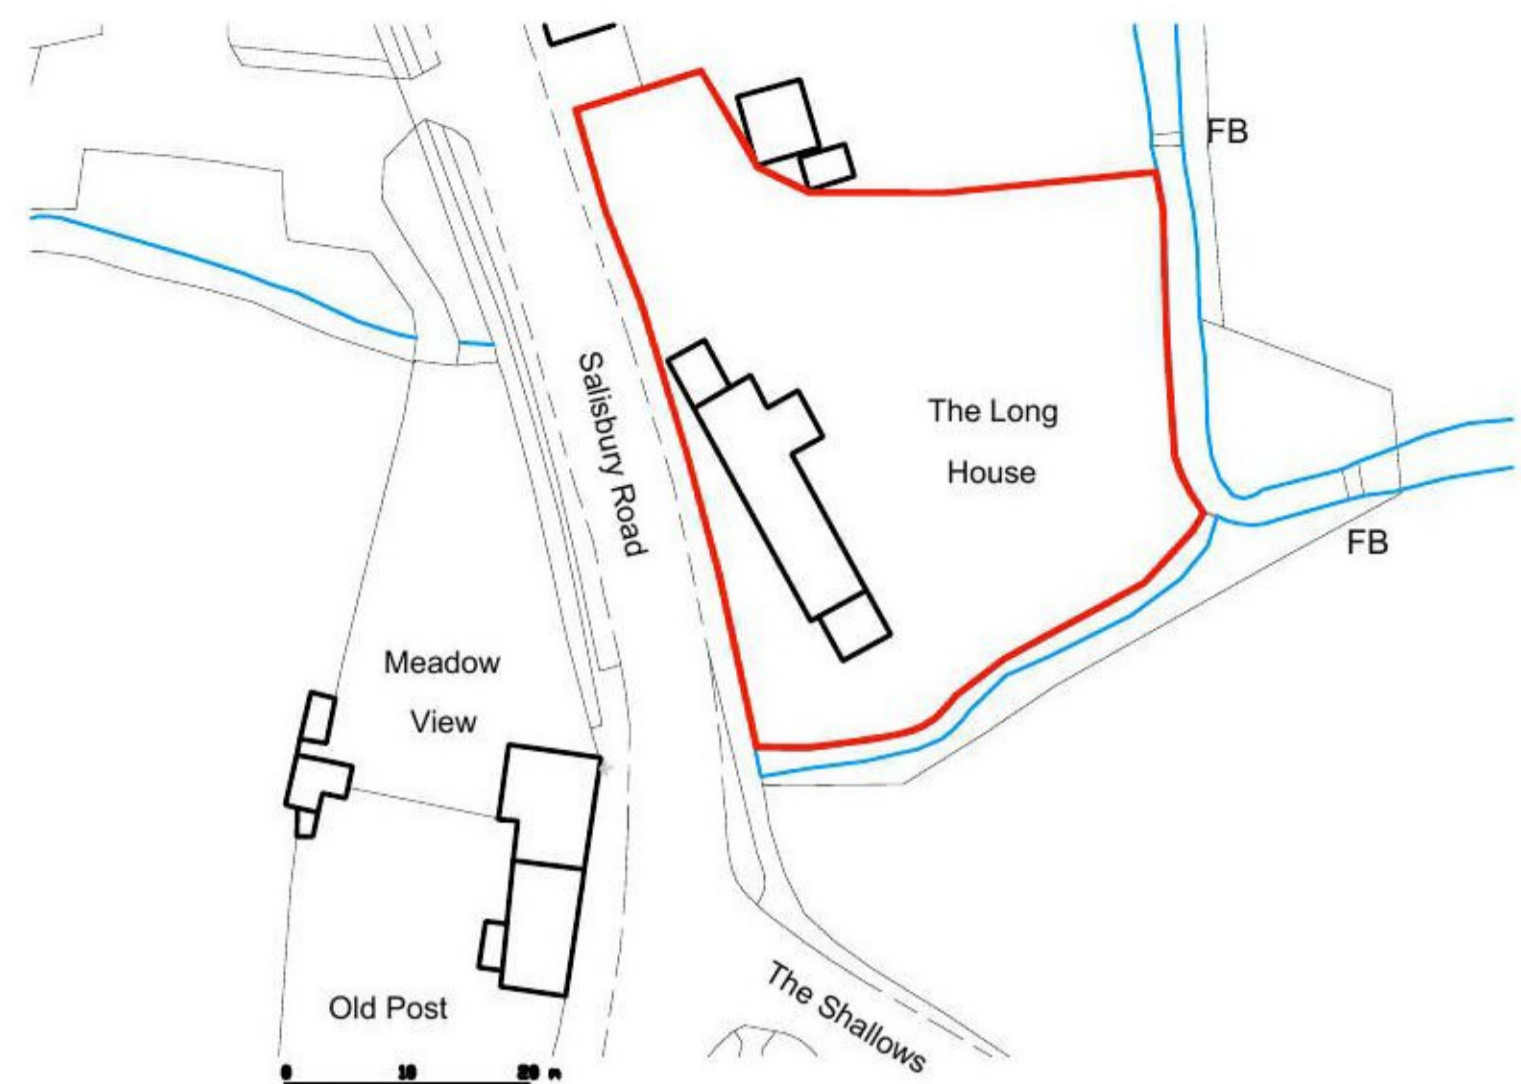 FB
Salisbury Road
The Long
House
FB
Meadow
View
The Shallows
Old Post
0 10 20 m